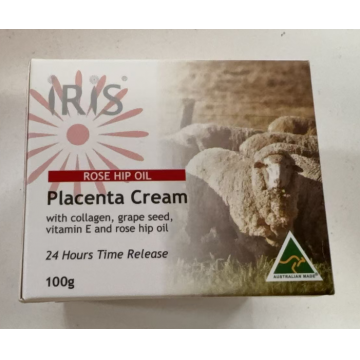 iRiS
ROSE HIP OIL
Placenta Cream
with collagen, grape seed,
vitamin E and rose hip oil
24 Hours Time Release
100g
AUSTRALIAN MADE